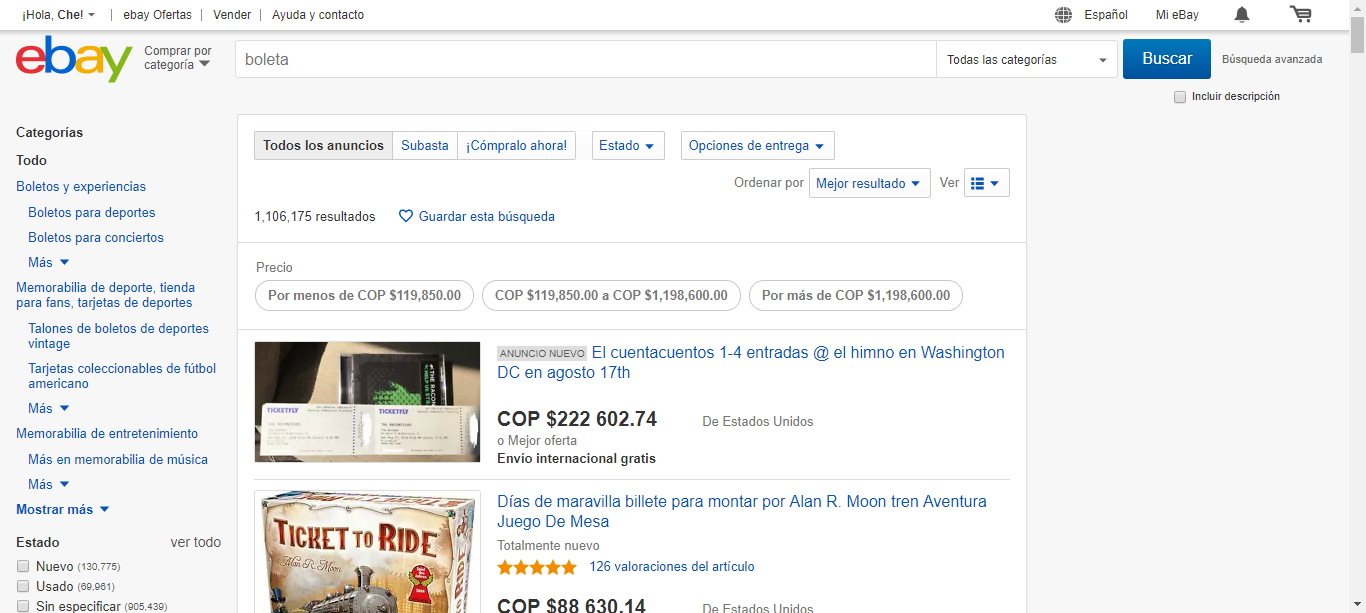 ¡Hola, Che!
ebay Ofertas
Vender
Ayuda y contacto
Español
Mi eBay
ebay
Comprar por
categoría
boleta
Todas las categorías
Buscar
Búsqueda avanzada
Incluir descripción
Categorías
Todo
Boletos y experiencias
Boletos para deportes
Boletos para conciertos
Más
Memorabilia de deporte, tienda
para fans, tarjetas de deportes
Talones de boletos de deportes
vintage
Tarjetas coleccionables de fútbol
americano
Más
Memorabilia de entretenimiento
Más en memorabilia de música
Más
Mostrar más
Estado
ver todo
Nuevo (130,775)
Usado (69,961)
Sin especificar (905,439)
Todos los anuncios
Subasta
¡Cómpralo ahora!
Estado
Opciones de entrega
Ordenar por
Mejor resultado
Ver
1,106,175 resultados
Guardar esta búsqueda
Precio
Por menos de COP $119,850.00
COP $119,850.00 a COP $1,198,600.00
Por más de COP $1,198,600.00
TICKETFLY
TICKETFLY
ANUNCIO NUEVO El cuentacuentos 1-4 entradas @ el himno en Washington
DC en agosto 17th
COP $222 602.74
De Estados Unidos
o Mejor oferta
Envío internacional gratis
TICKET TO RIDE
Alan R. Moon
Días de maravilla billete para montar por Alan R. Moon tren Aventura
Juego De Mesa
Totalmente nuevo
126 valoraciones del artículo
COP $88 630.14
De Estados Unidos